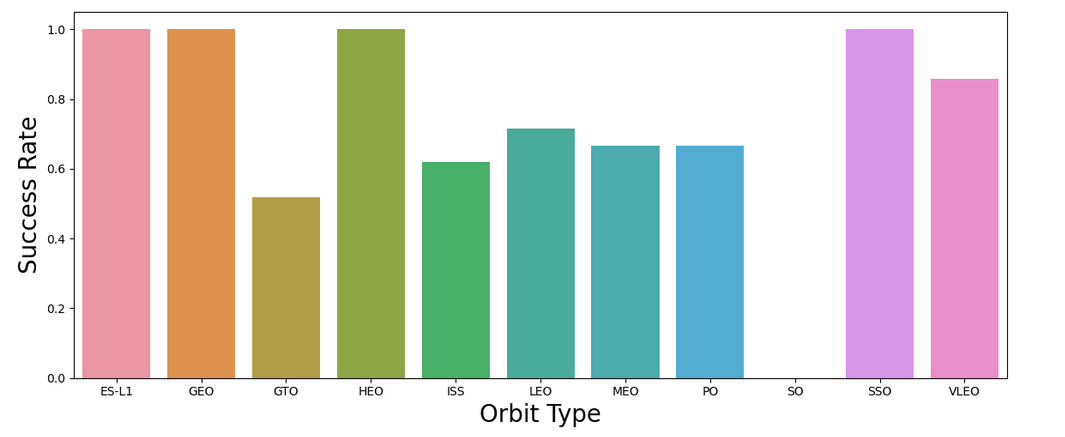 1.0
0.8
0.6
0.4
0.2
0.0
Success Rate
ES-L1 GEO GTO HEO ISS LEO MEO PO SO SSO VLEO
Orbit Type